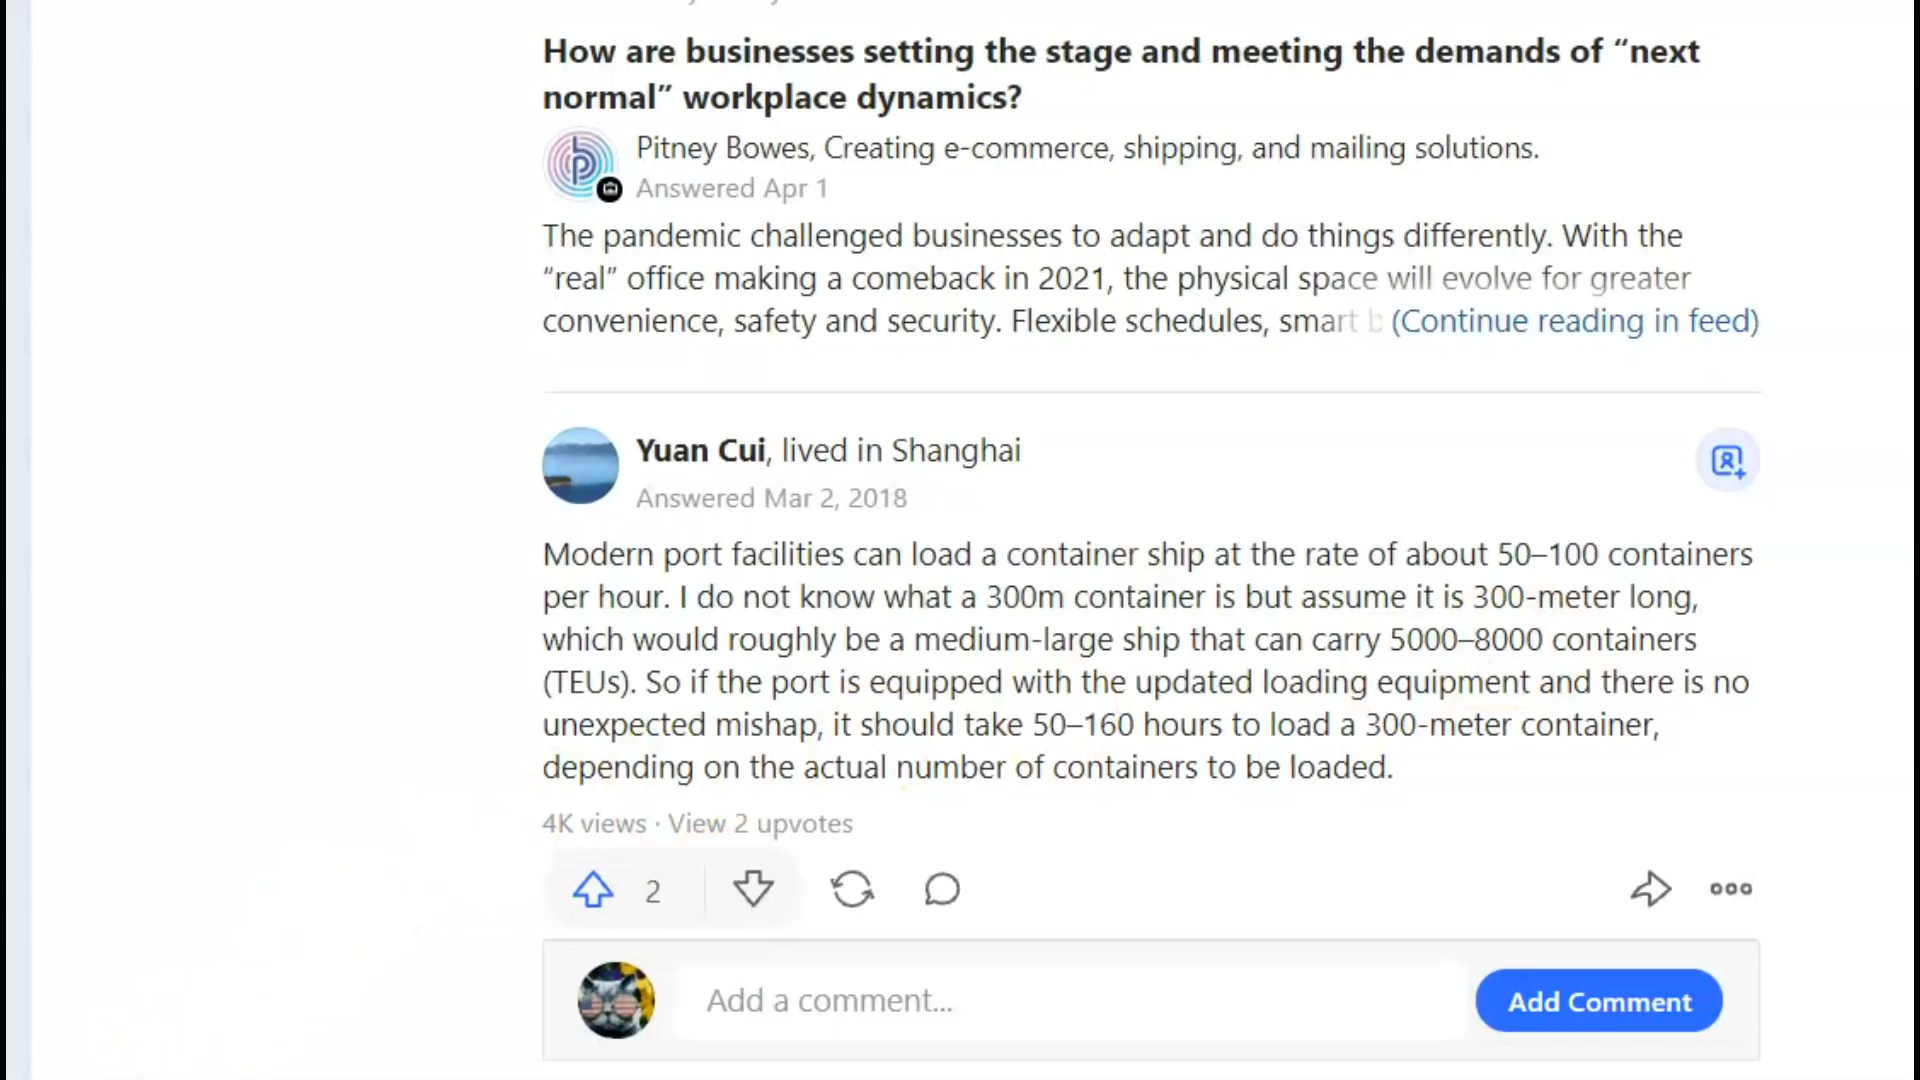 How are businesses setting the stage and meeting the demands of “next
normal” workplace dynamics?
Pitney Bowes, Creating e-commerce, shipping, and mailing solutions.
Answered Apr 1
The pandemic challenged businesses to adapt and do things differently. With the
“real” office making a comeback in 2021, the physical space will evolve for greater
convenience, safety and security. Flexible schedules, smart b (Continue reading in feed)
Yuan Cui, lived in Shanghai
Answered Mar 2, 2018
Modern port facilities can load a container ship at the rate of about 50–100 containers
per hour. I do not know what a 300m container is but assume it is 300-meter long,
which would roughly be a medium-large ship that can carry 5000–8000 containers
(TEUs). So if the port is equipped with the updated loading equipment and there is no
unexpected mishap, it should take 50–160 hours to load a 300-meter container,
depending on the actual number of containers to be loaded.
4K views · View 2 upvotes
2
Add a comment...
Add Comment